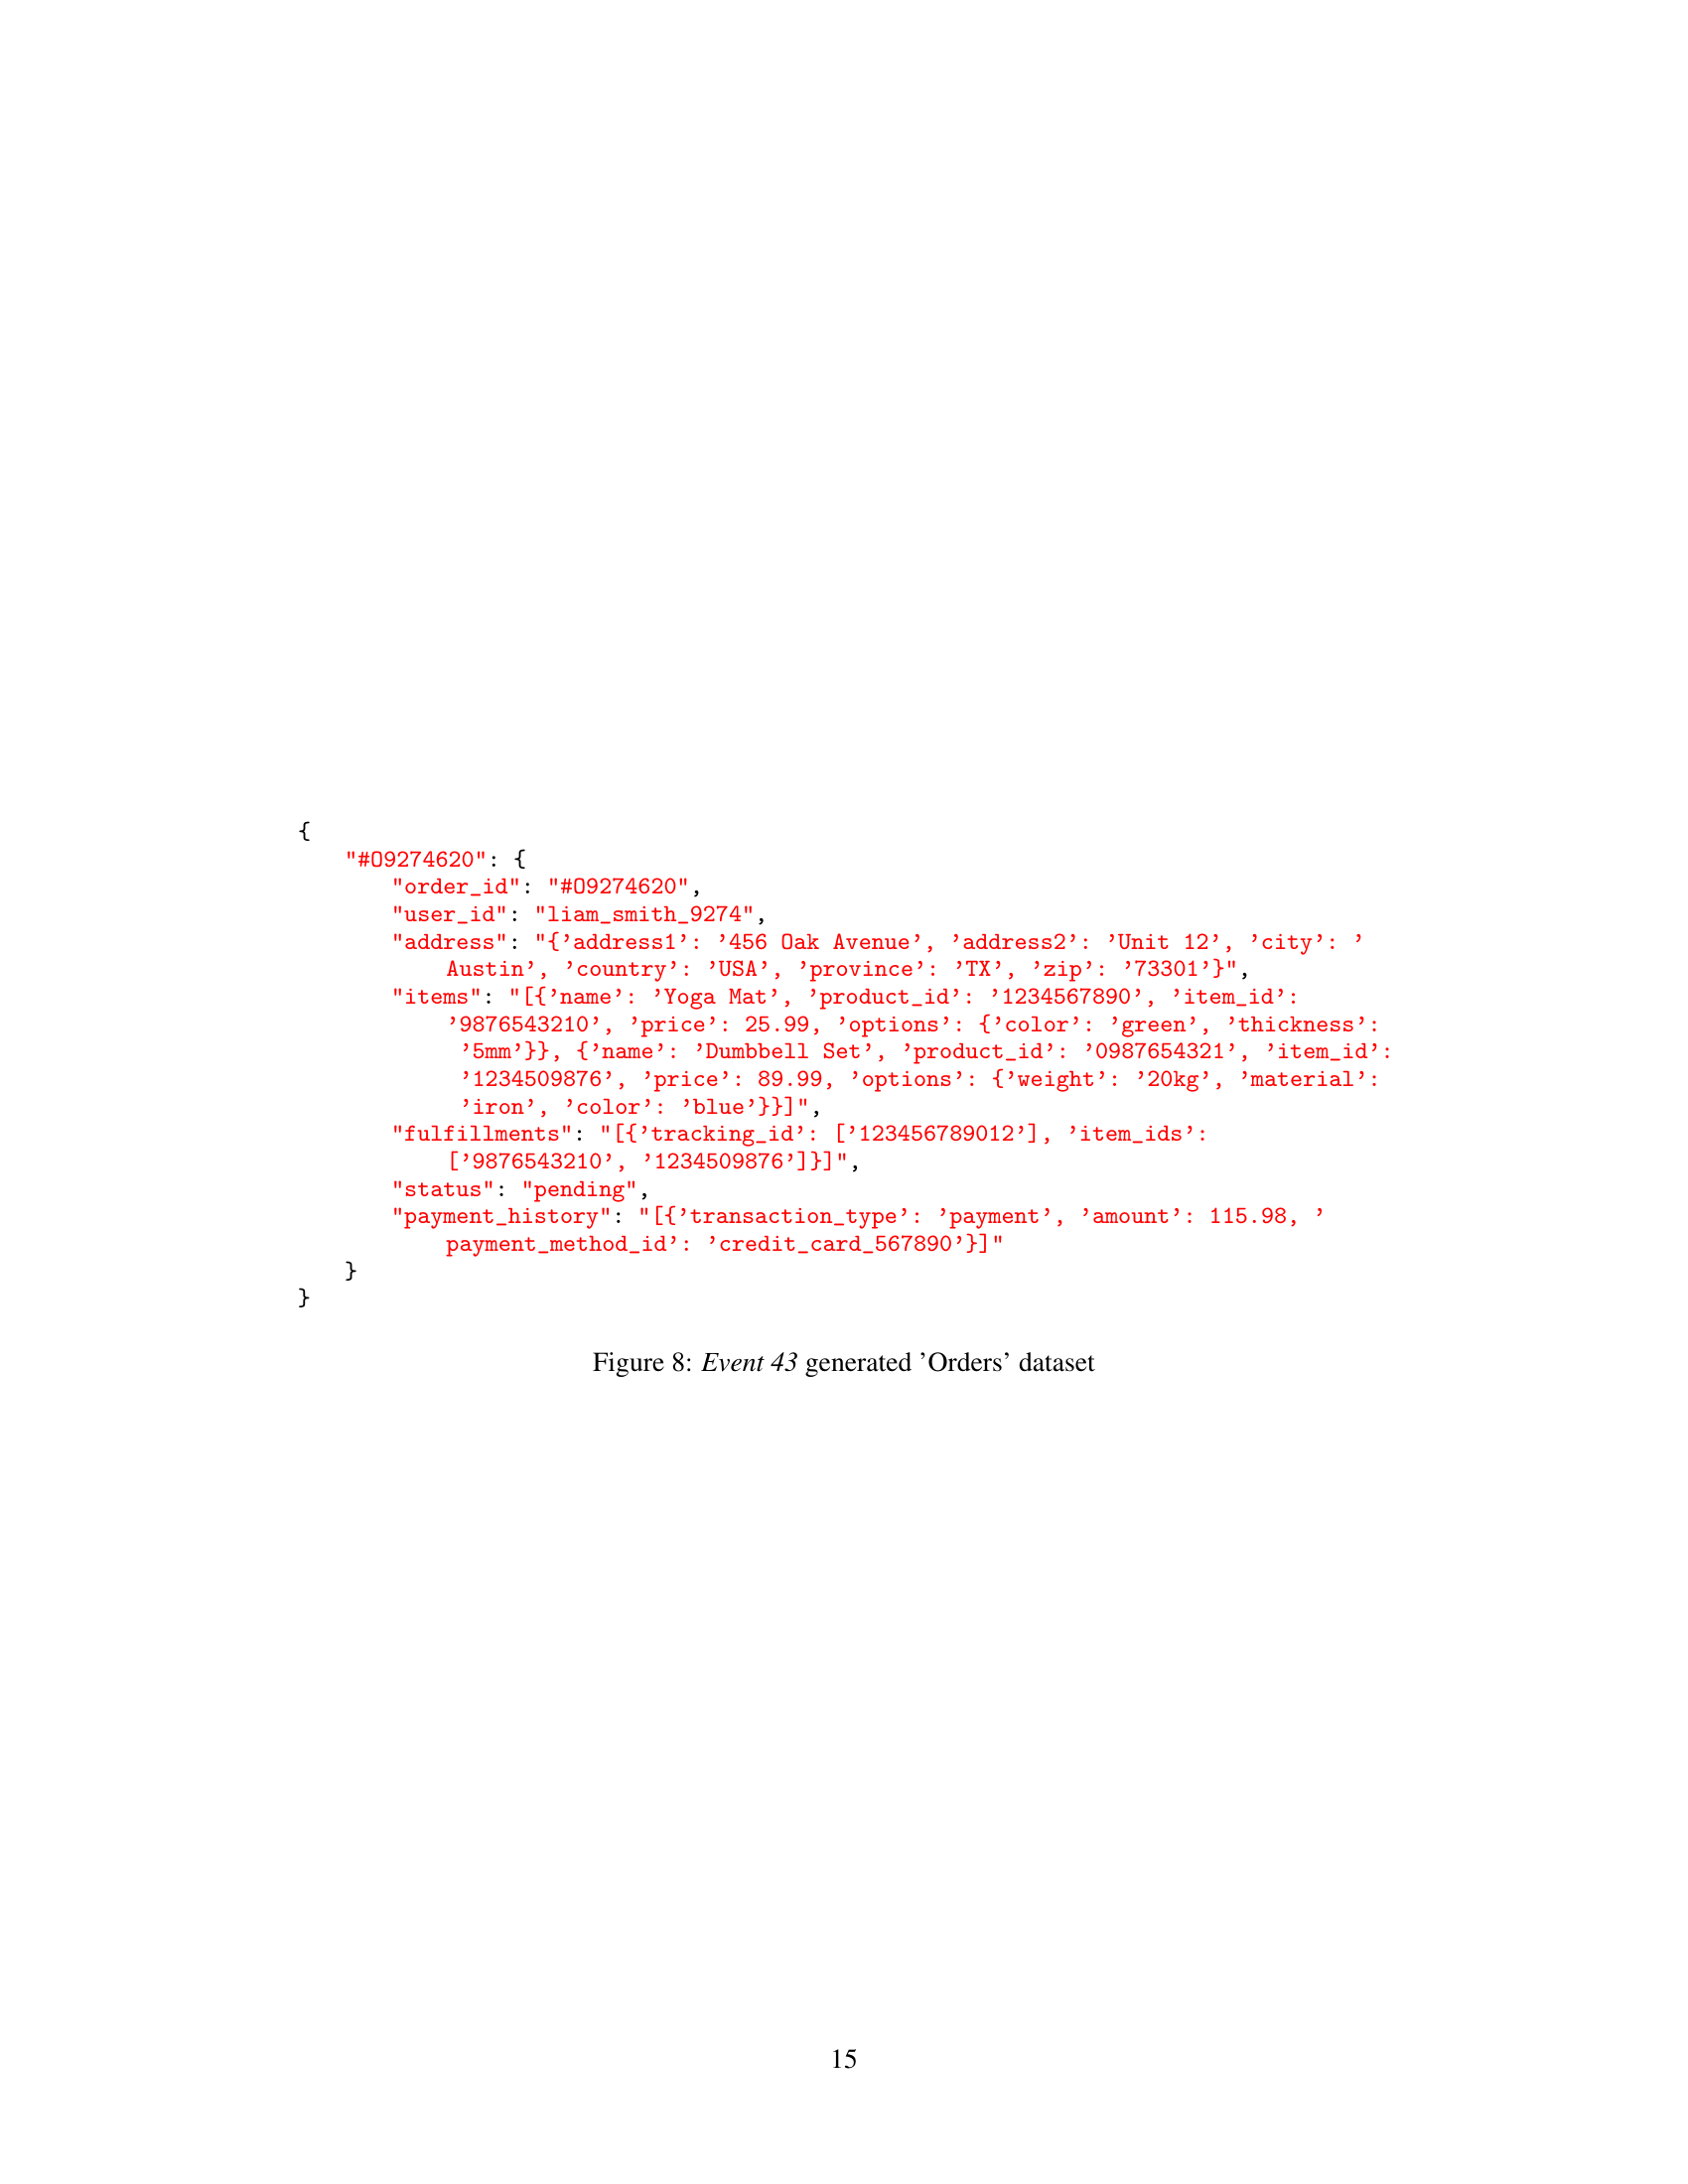 {
"#O9274620": {
"order_id": "#O9274620",
"user_id": "liam_smith_9274",
"address": "{’address1’: ’456 Oak Avenue’, ’address2’: ’Unit 12’, ’city’: ’
Austin’, ’country’: ’USA’, ’province’: ’TX’, ’zip’: ’73301’}",
"items": "[{’name’: ’Yoga Mat’, ’product_id’: ’1234567890’, ’item_id’:
’9876543210’, ’price’: 25.99, ’options’: {’color’: ’green’, ’thickness’:
’5mm’}}, {’name’: ’Dumbbell Set’, ’product_id’: ’0987654321’, ’item_id’:
’1234509876’, ’price’: 89.99, ’options’: {’weight’: ’20kg’, ’material’:
’iron’, ’color’: ’blue’}}]",
"fulfillments": "[{’tracking_id’: [’123456789012’], ’item_ids’:
[’9876543210’, ’1234509876’]}]",
"status": "pending",
"payment_history": "[{’transaction_type’: ’payment’, ’amount’: 115.98, ’
payment_method_id’: ’credit_card_567890’}]"
}
}
Figure 8: Event 43 generated ’Orders’ dataset
15